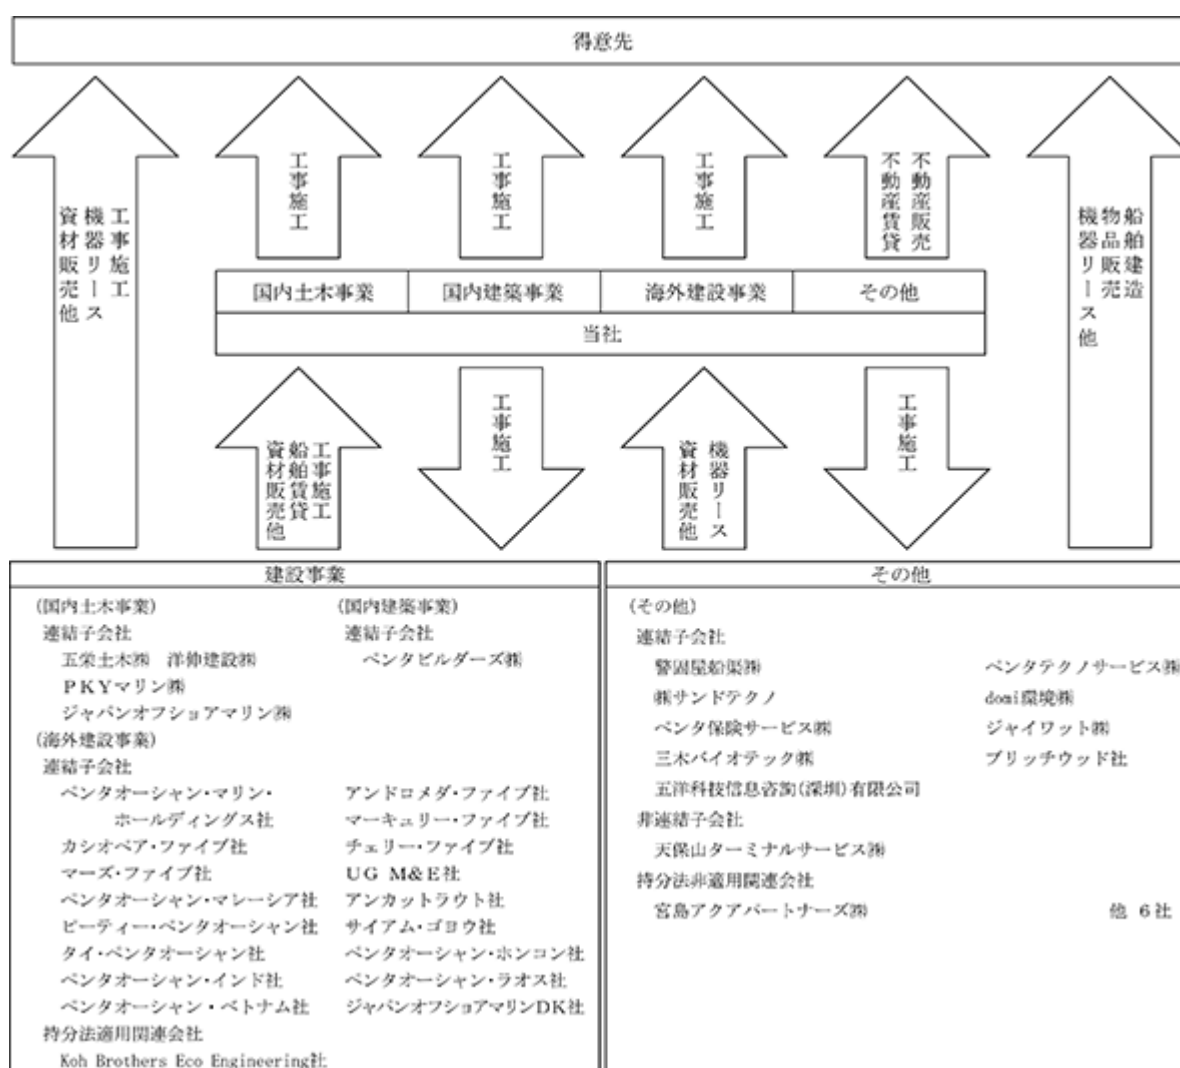 得意先
工事施工
機器リース
資材販売他
工事施工
工事施工
工事施工
不動産販売
不動産賃貸
船舶建造
物品販売
機器リース他
国内土木事業 国内建築事業 海外建設事業 その他
当社
工事施工
船舶賃貸
資材販売他
工事施工
機器リース
資材販売他
工事施工
建設事業
(国内土木事業) (国内建築事業)
連結子会社 連結子会社
五栄土木㈱ 洋伸建設㈱ ペンタビルダーズ㈱
PKYマリン㈱
ジャパンオフショアマリン㈱
(海外建設事業)
連結子会社
ペンタオーシャン・マリン・ アンドロメダ・ファイブ社
ホールディングス社 マーキュリー・ファイブ社
カシオペア・ファイブ社 チェリー・ファイブ社
マーズ・ファイブ社 UG M&E社
ペンタオーシャン・マレーシア社 アンカットラウト社
ピーティー・ペンタオーシャン社 サイアム・ゴヨウ社
タイ・ペンタオーシャン社 ペンタオーシャン・ホンコン社
ペンタオーシャン・インド社 ペンタオーシャン・ラオス社
ペンタオーシャン・ベトナム社 ジャパンオフショアマリンDK社
持分法適用関連会社
Koh Brothers Eco Engineering社
その他
(その他)
連結子会社
警固屋船渠㈱ ペンタテクノサービス㈱
㈱サンドテクノ domi環境㈱
ペンタ保険サービス㈱ ジャイワット㈱
三木バイオテック㈱ ブリッヂウッド社
五洋科技信息咨詢(深圳)有限公司
非連結子会社
天保山ターミナルサービス㈱
持分法非適用関連会社
宮島アクアパートナーズ㈱ 他 6社